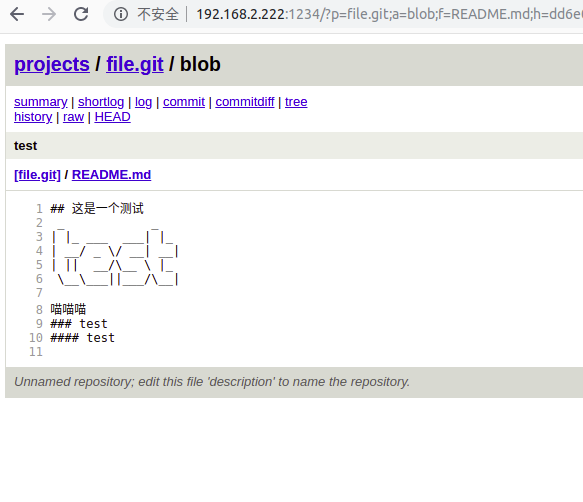 不安全 | 192.168.2.222:1234/?p=file.git;a=blob;f=README.md;h=dd6e
projects / file.git / blob
summary | shortlog | log | commit | commitdiff | tree
history | raw | HEAD
test
[file.git] / README.md
1 ## 这是一个测试
2  _            _
3 | |_ ___  ___| |_
4 | __/ _ \/ __| __|
5 | ||  __/\__ \ |_
6  \__\___||___/\__|
7
8 喵喵喵
9 ### test
10 #### test
11
Unnamed repository; edit this file 'description' to name the repository.